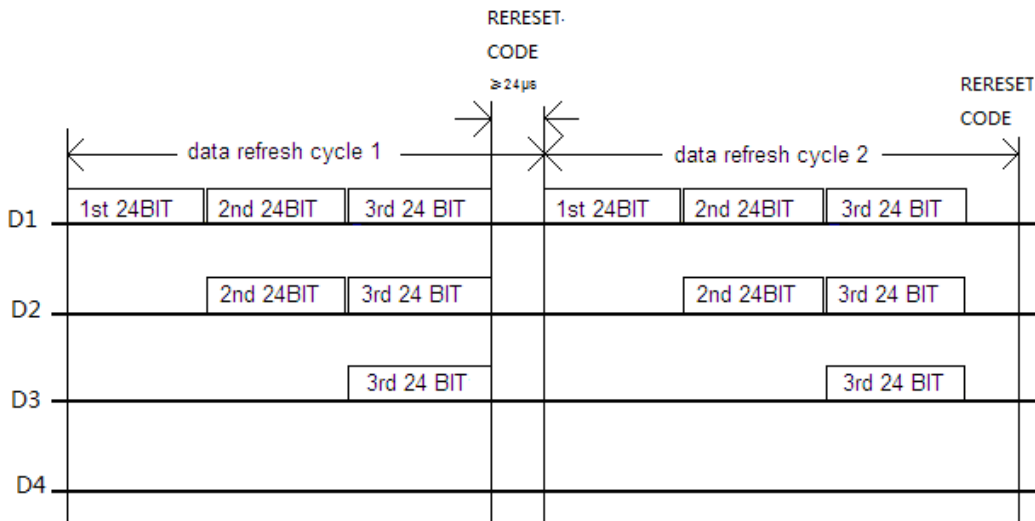 RERESET
CODE
≥24μs
RERESET
CODE
data refresh cycle 1
data refresh cycle 2
D1
1st 24BIT
2nd 24BIT
3rd 24 BIT
1st 24BIT
2nd 24BIT
3rd 24 BIT
D2
2nd 24BIT
3rd 24 BIT
2nd 24BIT
3rd 24 BIT
D3
3rd 24 BIT
3rd 24 BIT
D4